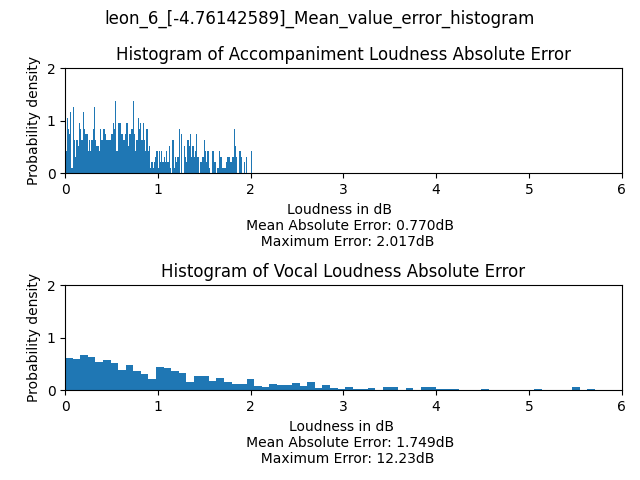 leon_6_[-4.76142589]_Mean_value_error_histogram
Histogram of Accompaniment Loudness Absolute Error
Probability density
2
1
0
0 1 2 3 4 5 6
Loudness in dB
Mean Absolute Error: 0.770dB
Maximum Error: 2.017dB
Histogram of Vocal Loudness Absolute Error
Probability density
2
1
0
0 1 2 3 4 5 6
Loudness in dB
Mean Absolute Error: 1.749dB
Maximum Error: 12.23dB